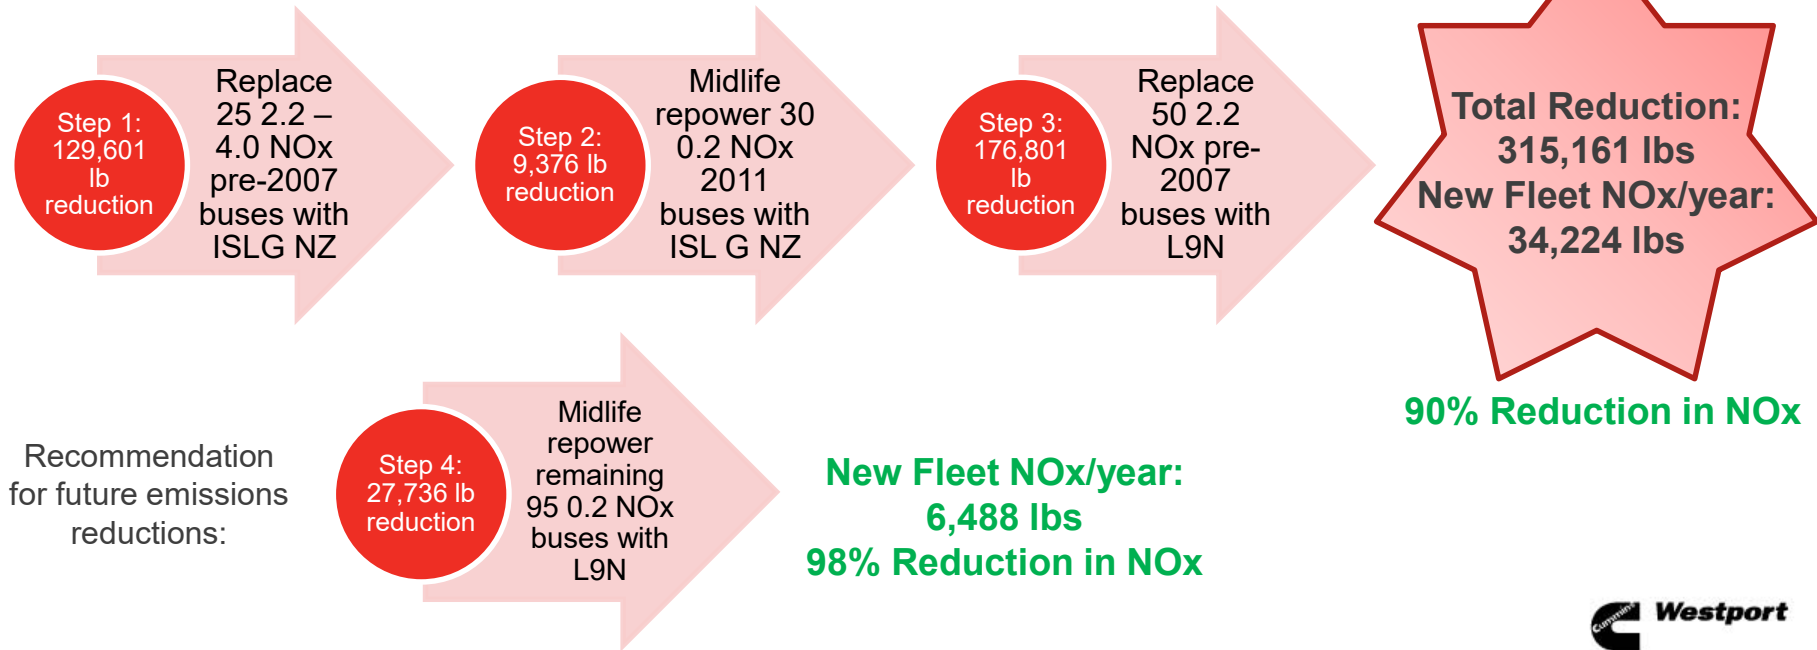 Step 1:
129,601
lb
reduction
Replace
25 2.2 –
4.0 NOx
pre-2007
buses with
ISLG NZ
Step 2:
9,376 lb
reduction
Midlife
repower 30
0.2 NOx
2011
buses with
ISL G NZ
Step 3:
176,801
lb
reduction
Replace
50 2.2
NOx pre-
2007
buses with
L9N
Total Reduction:
315,161 lbs
New Fleet NOx/year:
34,224 lbs
90% Reduction in NOx
Recommendation
for future emissions
reductions:
Step 4:
27,736 lb
reduction
Midlife
repower
remaining
95 0.2 NOx
buses with
L9N
New Fleet NOx/year:
6,488 lbs
98% Reduction in NOx
Cummins Westport